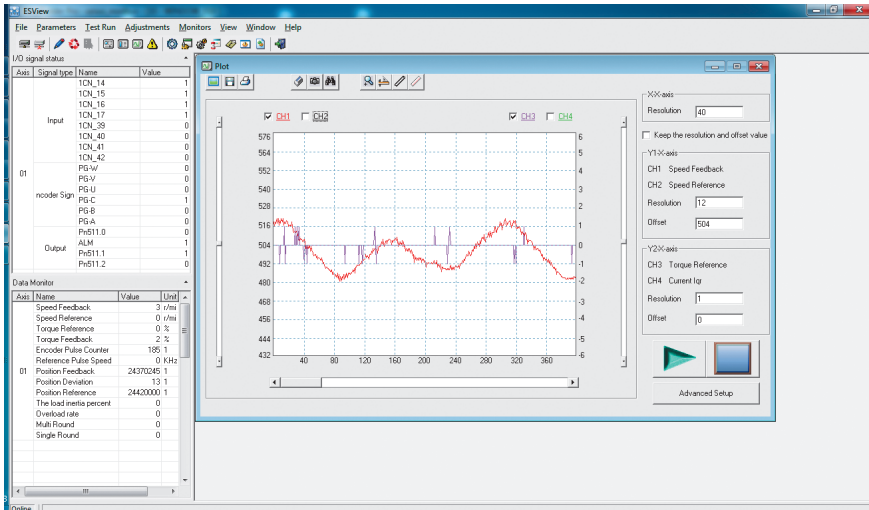 ESView
File Parameters Test Run Adjustments Monitors View Window Help
I/O signal status
Axis Signal type Name Value
1CN_14 1
1CN_15 1
1CN_16 1
Input 1CN_17 1
1CN_39 0
1CN_40 0
1CN_41 0
1CN_42 0
PG-W 0
01 PG-V 0
ncoder Sign PG-U 0
PG-C 1
PG-B 0
PG-A 0
Pn511.0 0
Output ALM 1
Pn511.1 1
Pn511.2 0
Data Monitor
Axis Name Value Unit
Speed Feedback 3 r/mi
Speed Reference 0 r/mi
Torque Reference 0 %
Torque Feedback 2 %
Encoder Pulse Counter 185 1
Reference Pulse Speed 0 KHz
01 Position Feedback 24370245 1
Position Deviation 13 1
Position Reference 24420000 1
The load inertia percent 0
Overload rate 0
Multi Round 0
Single Round 0
Online
Plot
CH1 CH2 CH3 CH4
576 6
564 5
552 4
540 3
528 2
516 1
504 0
492 -1
480 -2
468 -3
456 -4
444 -5
432 -6
40 80 120 160 200 240 280 320 360
X-X-axis
Resolution 40
Keep the resolution and offset value
Y1-X-axis
CH1 Speed Feedback
CH2 Speed Reference
Resolution 12
Offset 504
Y2-X-axis
CH3 Torque Reference
CH4 Current Iqr
Resolution 1
Offset 0
Advanced Setup